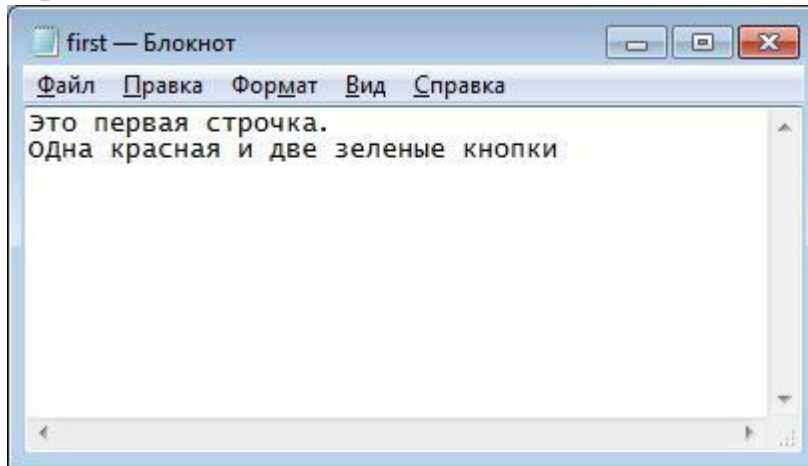 first — Блокнот
Файл Правка Формат Вид Справка
Это первая строчка.
Одна красная и две зеленые кнопки